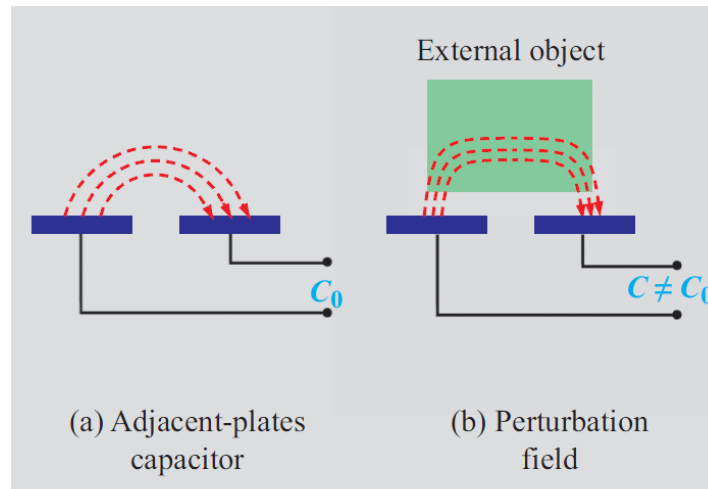 External object
C₀
C ≠ C₀
(a) Adjacent-plates
capacitor
(b) Perturbation
field